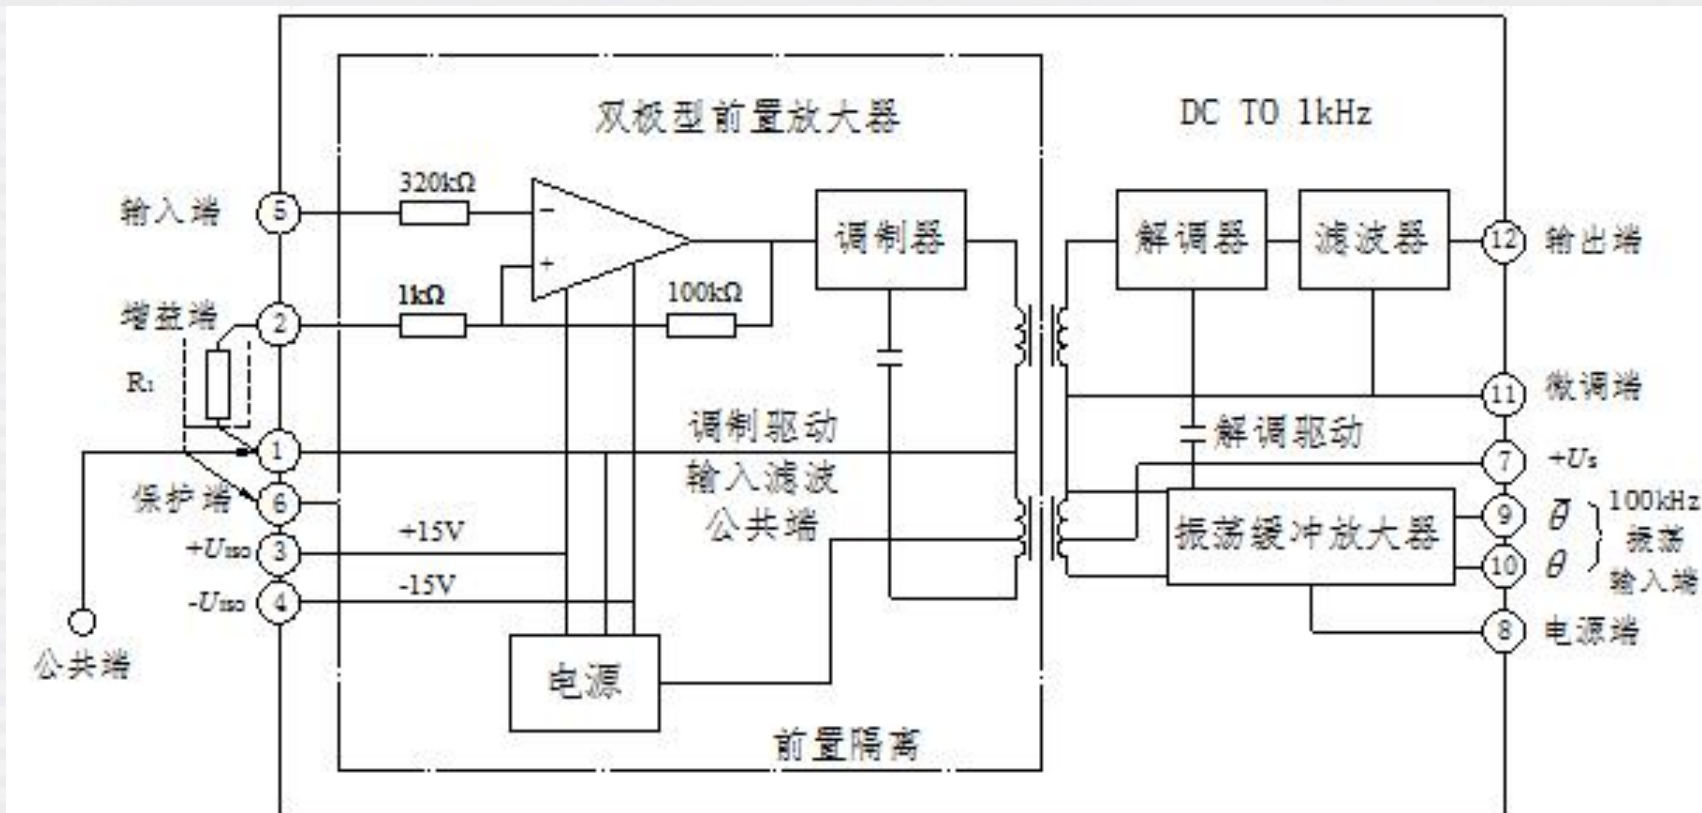 双极型前置放大器
DC TO 1kHz
320kΩ
输入端
5
−
+
调制器
解调器
滤波器
12
输出端
增益端
2
1kΩ
100kΩ
R₁
11
微调端
1
调制驱动
输入滤波
公共端
解调驱动
7
+Us
保护端
6
振荡缓冲放大器
9
θ̄
10
θ
100kHz
振荡
输入端
+Uiso
3
+15V
-Uiso
4
-15V
8
电源端
公共端
电源
前置隔离